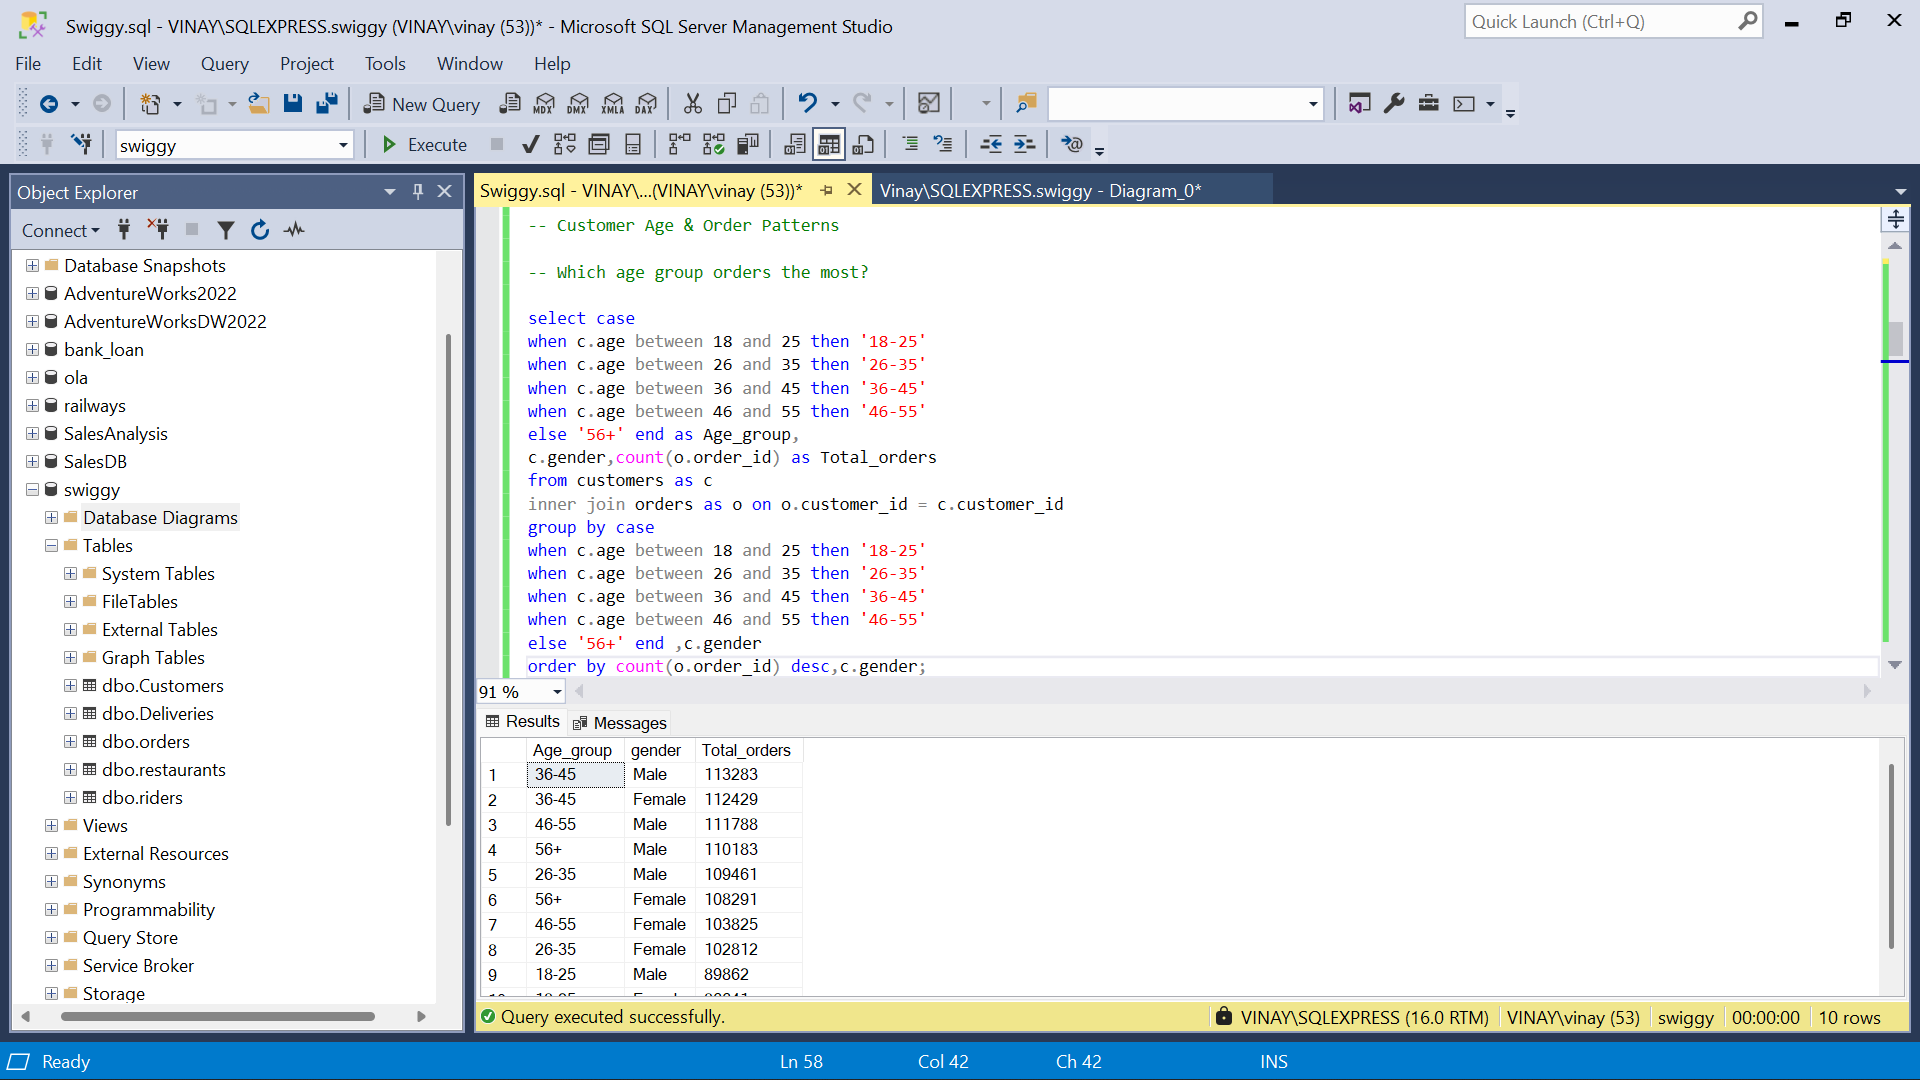 Swiggy.sql - VINAY\SQLEXPRESS.swiggy (VINAY\vinay (53))* - Microsoft SQL Server Management Studio
Quick Launch (Ctrl+Q)
File Edit View Query Project Tools Window Help
New Query MDX DMX XMLA DAX
swiggy Execute
Object Explorer
Connect
Database Snapshots
AdventureWorks2022
AdventureWorksDW2022
bank_loan
ola
railways
SalesAnalysis
SalesDB
swiggy
Database Diagrams
Tables
System Tables
FileTables
External Tables
Graph Tables
dbo.Customers
dbo.Deliveries
dbo.orders
dbo.restaurants
dbo.riders
Views
External Resources
Synonyms
Programmability
Query Store
Service Broker
Storage
Swiggy.sql - VINAY\...(VINAY\vinay (53))* Vinay\SQLEXPRESS.swiggy - Diagram_0*
-- Customer Age & Order Patterns
-- Which age group orders the most?
select case
when c.age between 18 and 25 then '18-25'
when c.age between 26 and 35 then '26-35'
when c.age between 36 and 45 then '36-45'
when c.age between 46 and 55 then '46-55'
else '56+' end as Age_group,
c.gender,count(o.order_id) as Total_orders
from customers as c
inner join orders as o on o.customer_id = c.customer_id
group by case
when c.age between 18 and 25 then '18-25'
when c.age between 26 and 35 then '26-35'
when c.age between 36 and 45 then '36-45'
when c.age between 46 and 55 then '46-55'
else '56+' end ,c.gender
order by count(o.order_id) desc,c.gender;
91 %
Results Messages
Age_group gender Total_orders
1 36-45 Male 113283
2 36-45 Female 112429
3 46-55 Male 111788
4 56+ Male 110183
5 26-35 Male 109461
6 56+ Female 108291
7 46-55 Female 103825
8 26-35 Female 102812
9 18-25 Male 89862
Query executed successfully. VINAY\SQLEXPRESS (16.0 RTM) VINAY\vinay (53) swiggy 00:00:00 10 rows
Ready Ln 58 Col 42 Ch 42 INS